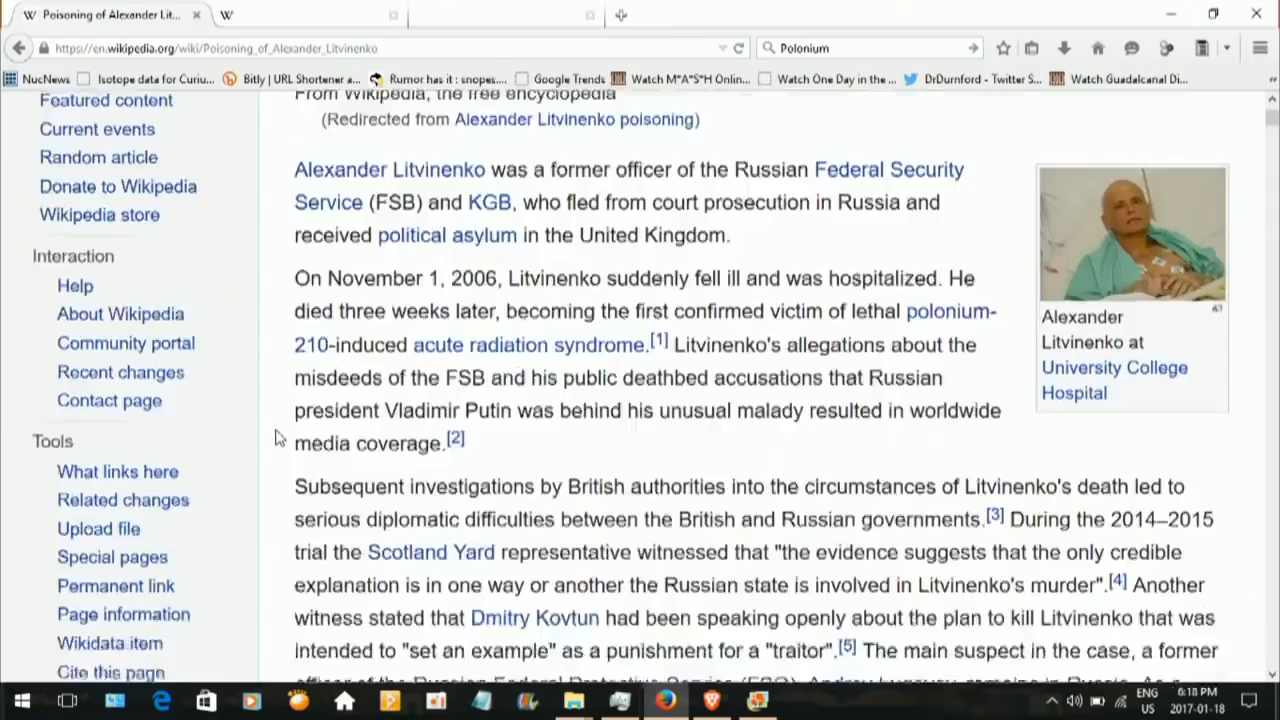 Poisoning of Alexander Lit...
https://en.wikipedia.org/wiki/Poisoning_of_Alexander_Litvinenko
Polonium
NucNews Isotope data for Curiu... Bitly | URL Shortener a... Rumor has it : snopes.... Google Trends Watch M*A*S*H Onlin... Watch One Day in the ... DrDurnford - Twitter S... Watch Guadalcanal Di...
Featured content
Current events
Random article
Donate to Wikipedia
Wikipedia store
Interaction
Help
About Wikipedia
Community portal
Recent changes
Contact page
Tools
What links here
Related changes
Upload file
Special pages
Permanent link
Page information
Wikidata item
Cite this page
From Wikipedia, the free encyclopedia
(Redirected from Alexander Litvinenko poisoning)
Alexander Litvinenko was a former officer of the Russian Federal Security
Service (FSB) and KGB, who fled from court prosecution in Russia and
received political asylum in the United Kingdom.
On November 1, 2006, Litvinenko suddenly fell ill and was hospitalized. He
died three weeks later, becoming the first confirmed victim of lethal polonium-
210-induced acute radiation syndrome.[1] Litvinenko's allegations about the
misdeeds of the FSB and his public deathbed accusations that Russian
president Vladimir Putin was behind his unusual malady resulted in worldwide
media coverage.[2]
Alexander
Litvinenko at
University College
Hospital
Subsequent investigations by British authorities into the circumstances of Litvinenko's death led to
serious diplomatic difficulties between the British and Russian governments.[3] During the 2014–2015
trial the Scotland Yard representative witnessed that "the evidence suggests that the only credible
explanation is in one way or another the Russian state is involved in Litvinenko's murder".[4] Another
witness stated that Dmitry Kovtun had been speaking openly about the plan to kill Litvinenko that was
intended to "set an example" as a punishment for a "traitor".[5] The main suspect in the case, a former
ENG
US
6:18 PM
2017-01-18